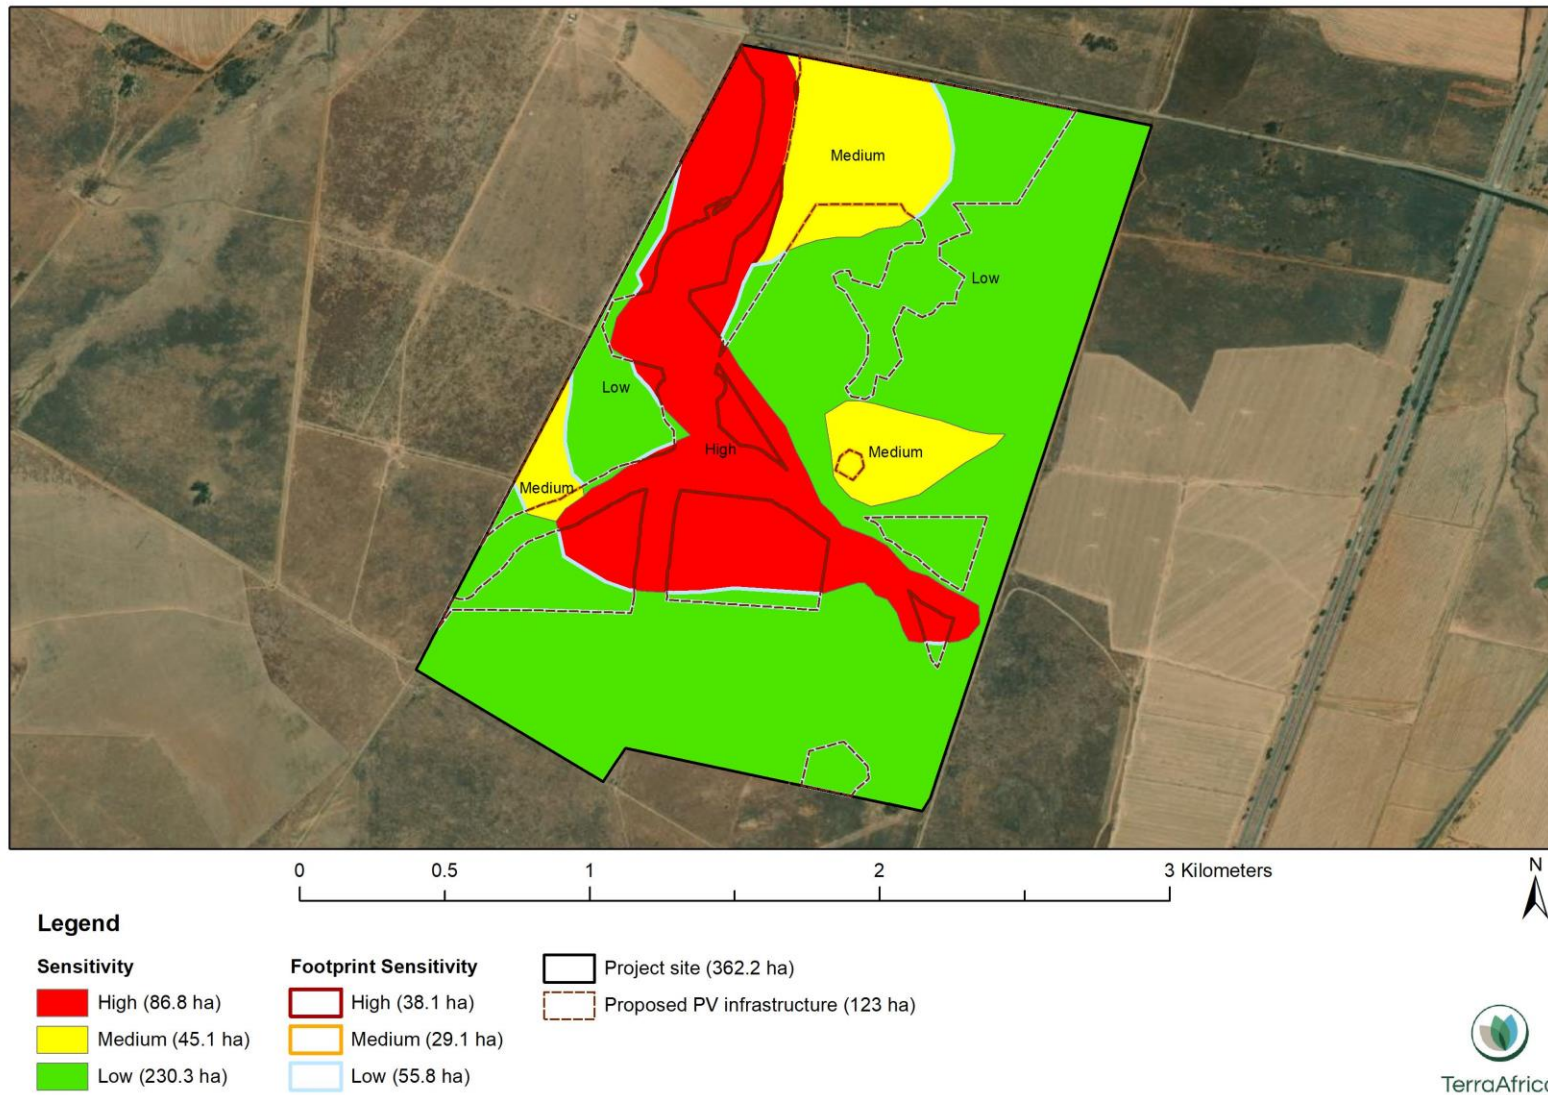 Medium
Low
Low
Medium
High
Medium
0 0.5 1 2 3 Kilometers
N
Legend
Sensitivity
High (86.8 ha)
Medium (45.1 ha)
Low (230.3 ha)
Footprint Sensitivity
High (38.1 ha)
Medium (29.1 ha)
Low (55.8 ha)
Project site (362.2 ha)
Proposed PV infrastructure (123 ha)
TerraAfric